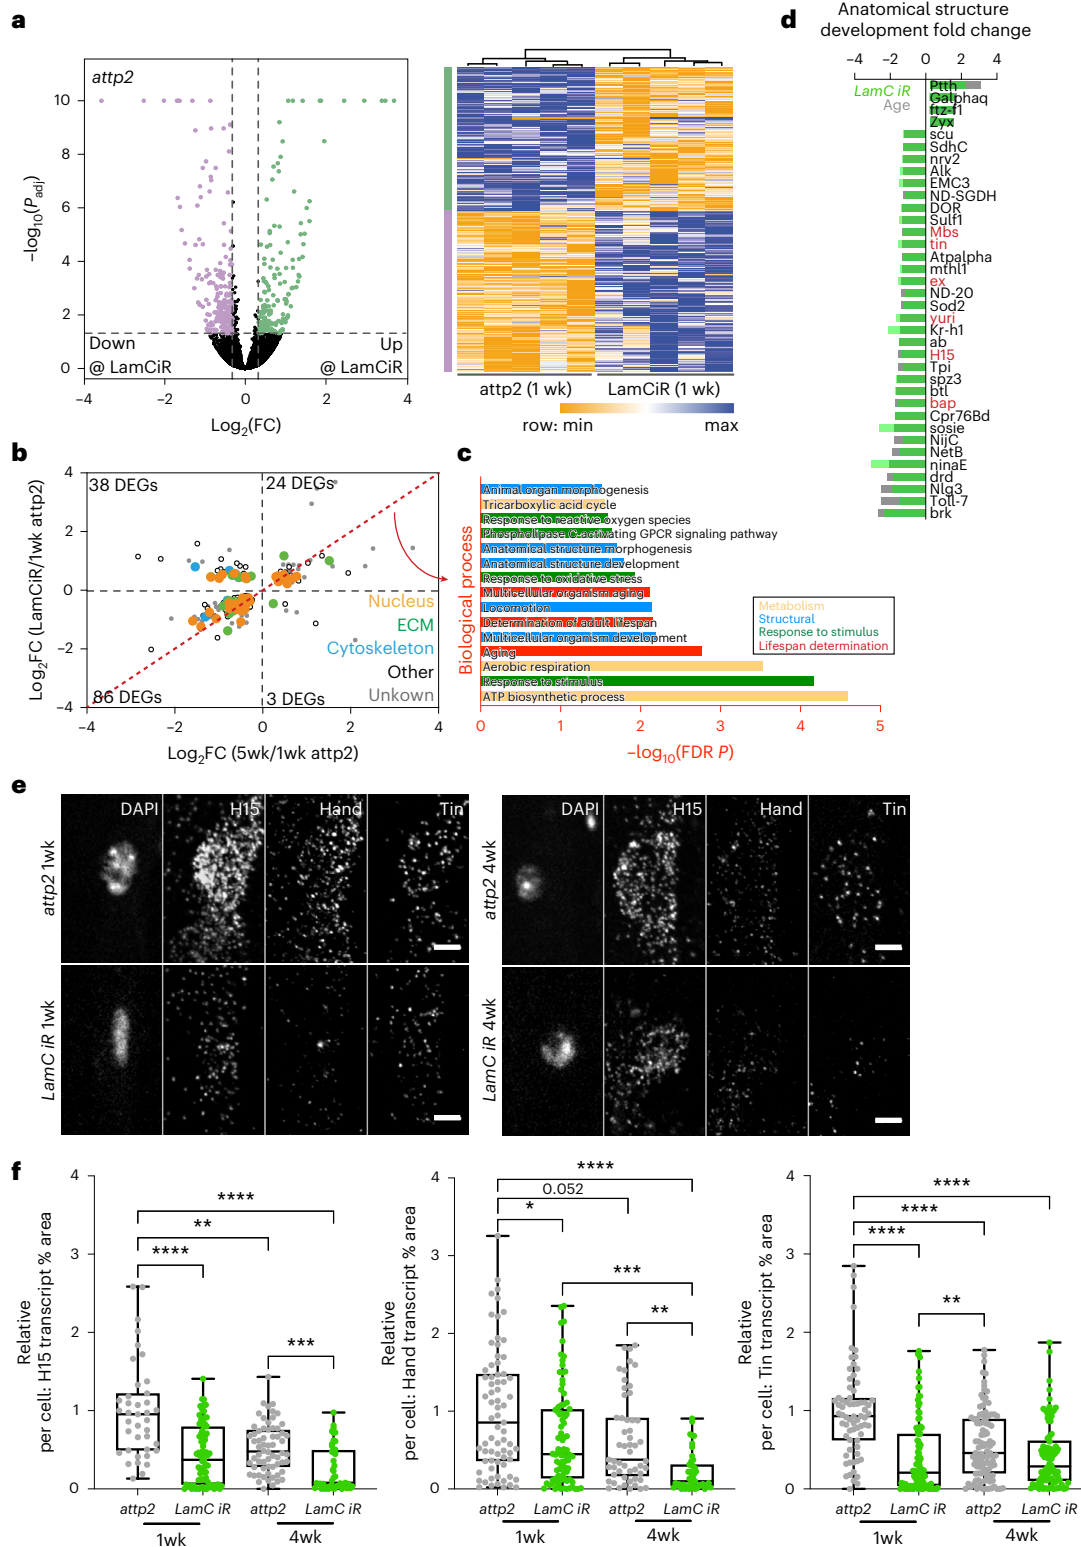 a
attp2
10
8
6
4
2
0
–log10(Padj)
Down
@ LamCiR
Up
@ LamCiR
–4
–2
0
2
4
Log2(FC)
attp2 (1 wk)
LamCiR (1 wk)
row: min
max
d
Anatomical structure
development fold change
–4
–2
0
2
4
LamC iR
Age
Ptth
Galphaq
ftz-f1
Zyx
scu
SdhC
nrv2
Alk
EMC3
ND-SGDH
DOR
Sulf1
Mbs
tin
Atpalpha
mthl1
ex
ND-20
Sod2
yuri
Kr-h1
ab
H15
Tpi
spz3
btl
bap
Cpr76Bd
sosie
NijC
NetB
ninaE
drd
Nlg3
Toll-7
brk
b
4
2
0
–2
–4
Log2FC (LamCiR/1wk attp2)
38 DEGs
24 DEGs
86 DEGs
3 DEGs
Nucleus
ECM
Cytoskeleton
Other
Unkown
–4
–2
0
2
4
Log2FC (5wk/1wk attp2)
c
Biological process
Animal organ morphogenesis
Tricarboxylic acid cycle
Response to reactive oxygen species
Phospholipase C-activating GPCR signaling pathway
Anatomical structure morphogenesis
Anatomical structure development
Response to oxidative stress
Multicellular organism aging
Locomotion
Determination of adult lifespan
Multicellular organism development
Aging
Aerobic respiration
Response to stimulus
ATP biosynthetic process
Metabolism
Structural
Response to stimulus
Lifespan determination
0
1
2
3
4
5
–log10(FDR P)
e
attp2 1wk
DAPI
H15
Hand
Tin
attp2 4wk
DAPI
H15
Hand
Tin
LamC iR 1wk
LamC iR 4wk
f
Relative
per cell: H15 transcript % area
4
3
2
1
0
****
**
****
***
attp2
LamC iR
attp2
LamC iR
1wk
4wk
Relative
per cell: Hand transcript % area
4
3
2
1
0
****
0.052
*
***
**
attp2
LamC iR
attp2
LamC iR
1wk
4wk
Relative
per cell: Tin transcript % area
4
3
2
1
0
****
****
****
**
attp2
LamC iR
attp2
LamC iR
1wk
4wk